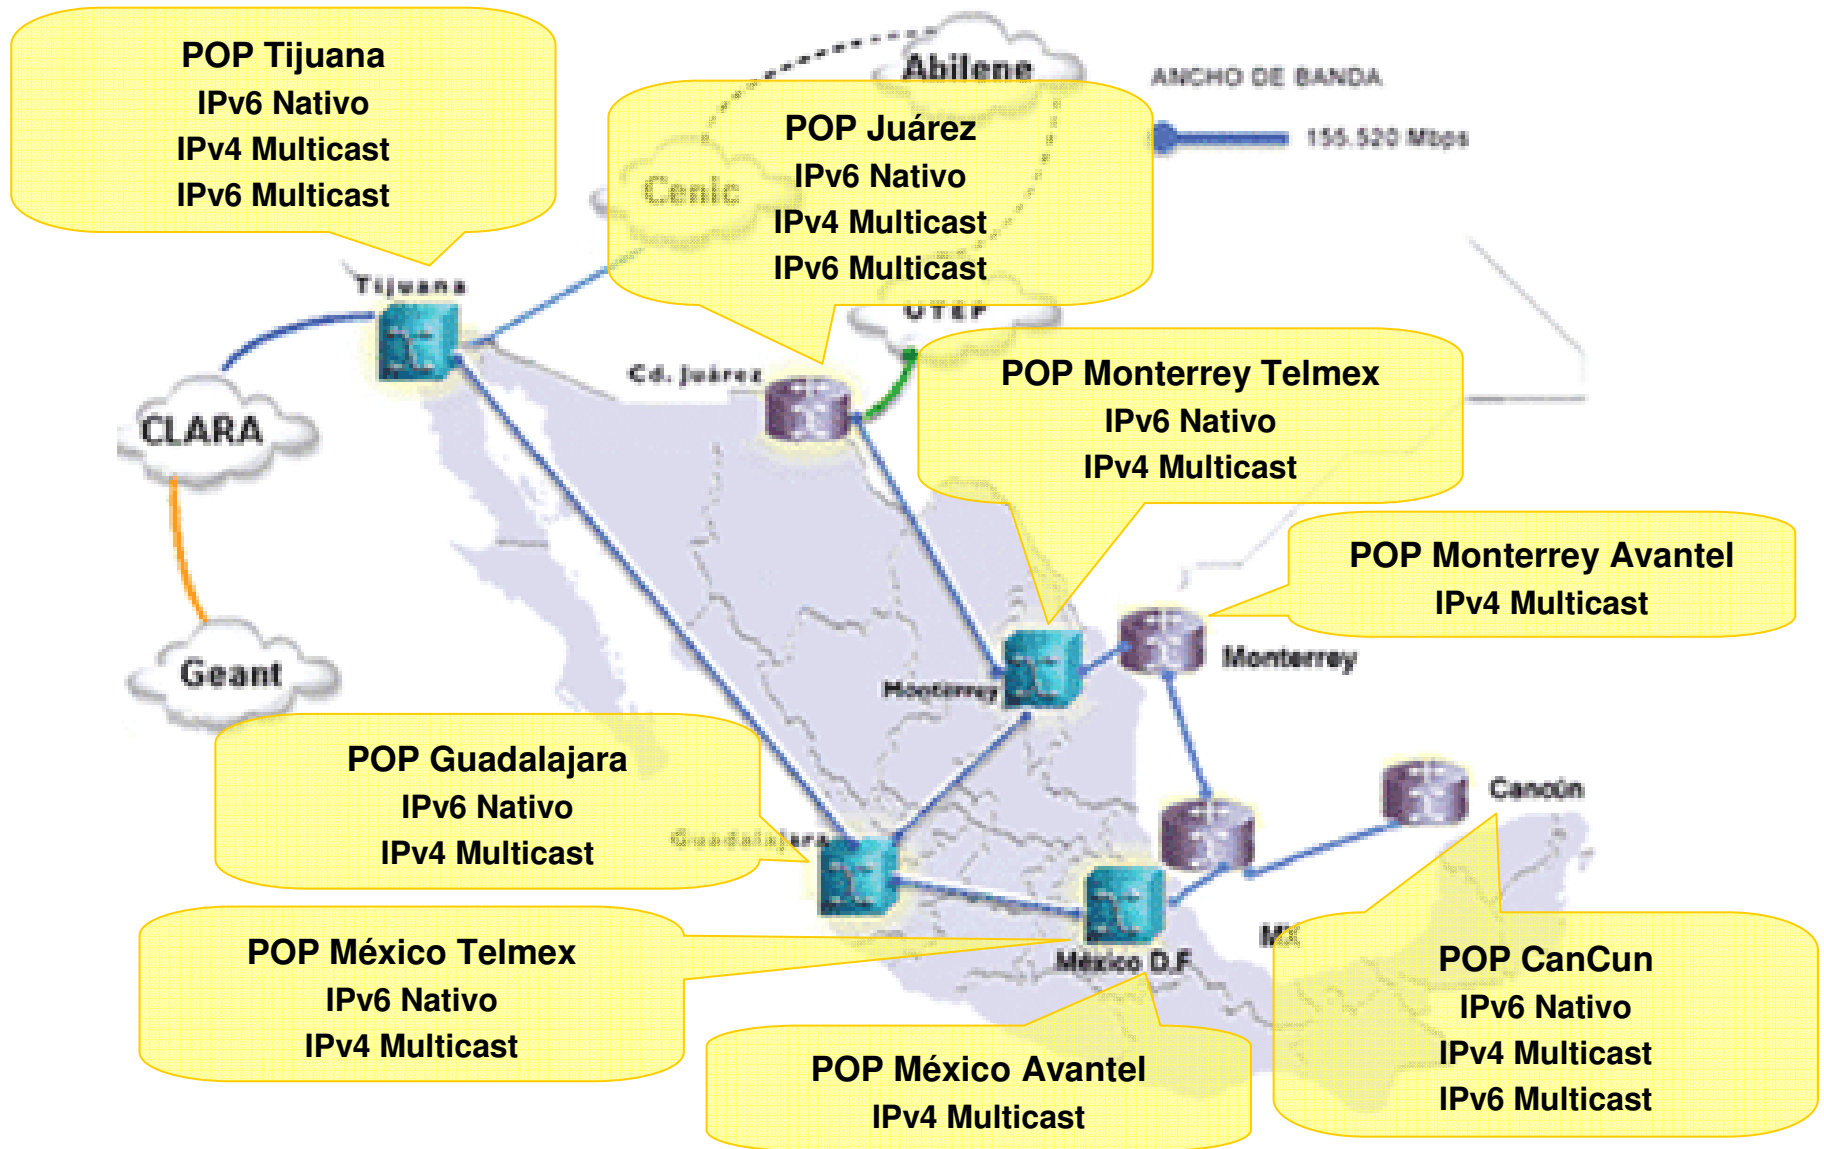 POP Tijuana
IPv6 Nativo
IPv4 Multicast
IPv6 Multicast
Abilene
ANCHO DE BANDA
155.520 Mbps
POP Juárez
IPv6 Nativo
IPv4 Multicast
IPv6 Multicast
Tijuana
UTEP
Cd. Juárez
POP Monterrey Telmex
IPv6 Nativo
IPv4 Multicast
CLARA
POP Monterrey Avantel
IPv4 Multicast
Monterrey
Geant
Monterrey
POP Guadalajara
IPv6 Nativo
IPv4 Multicast
Cancún
Guadalajara
POP México Telmex
IPv6 Nativo
IPv4 Multicast
México D.F
POP CanCun
IPv6 Nativo
IPv4 Multicast
IPv6 Multicast
POP México Avantel
IPv4 Multicast